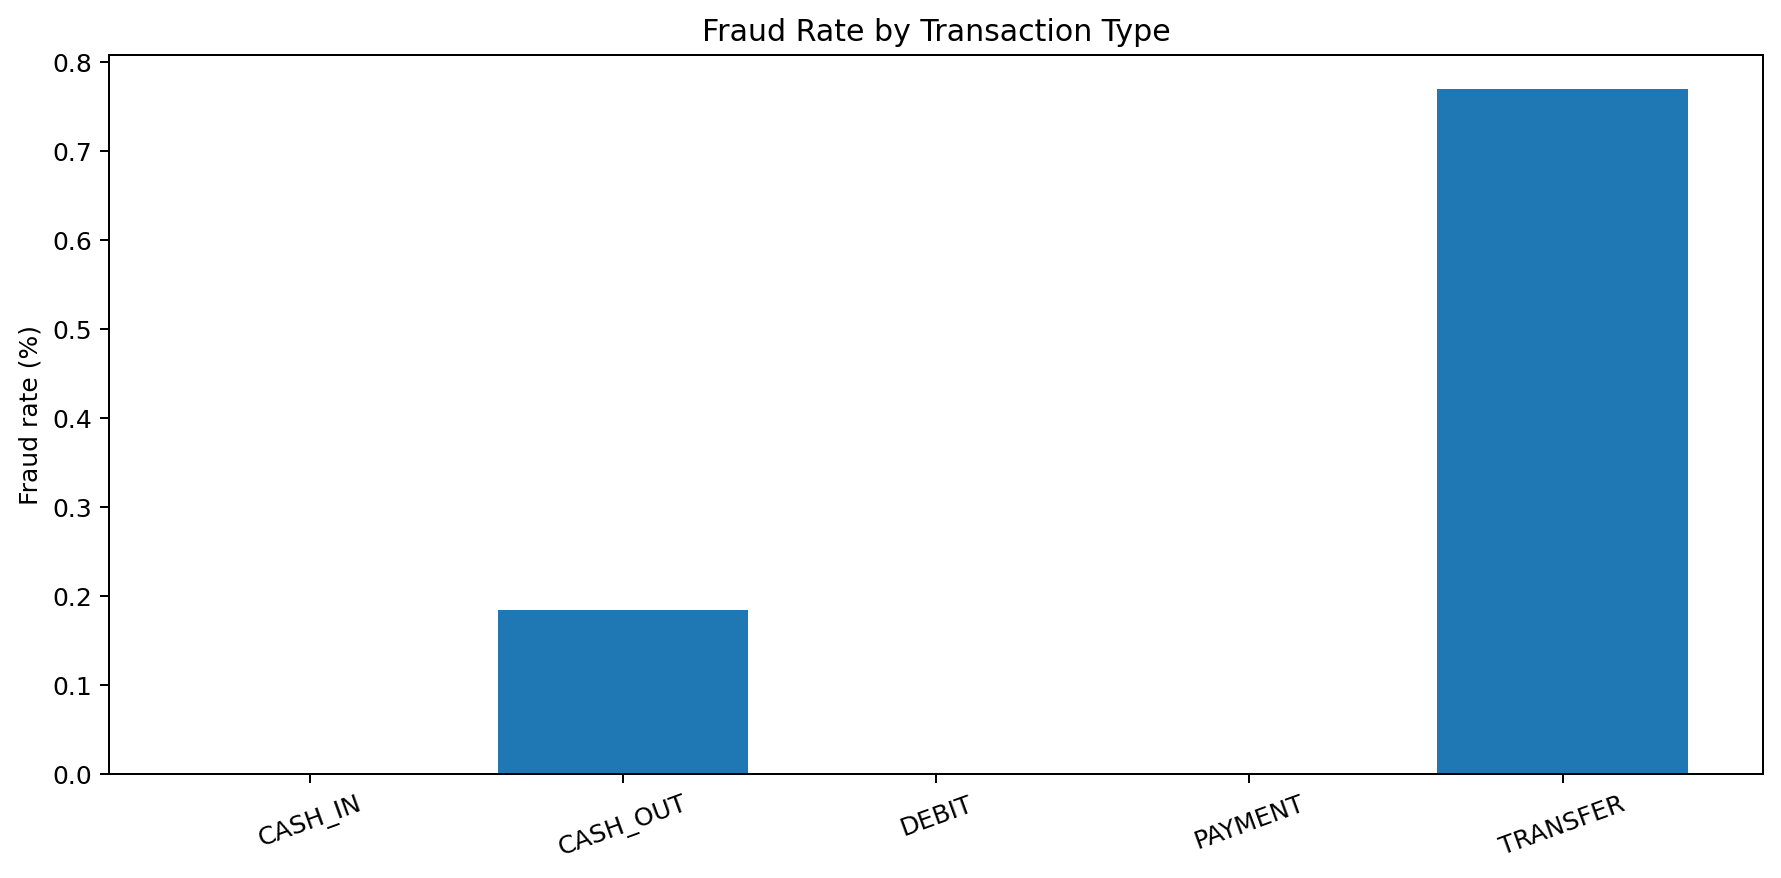 Fraud Rate by Transaction Type
Fraud rate (%)
0.8
0.7
0.6
0.5
0.4
0.3
0.2
0.1
0.0
CASH_IN
CASH_OUT
DEBIT
PAYMENT
TRANSFER